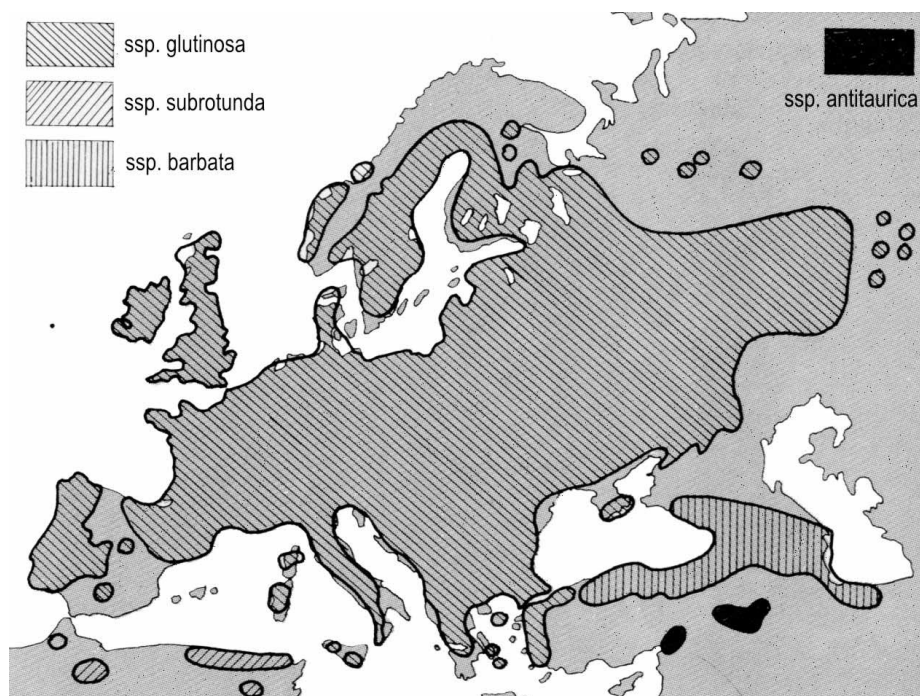 ssp. glutinosa
ssp. subrotunda
ssp. barbata
ssp. antitaurica